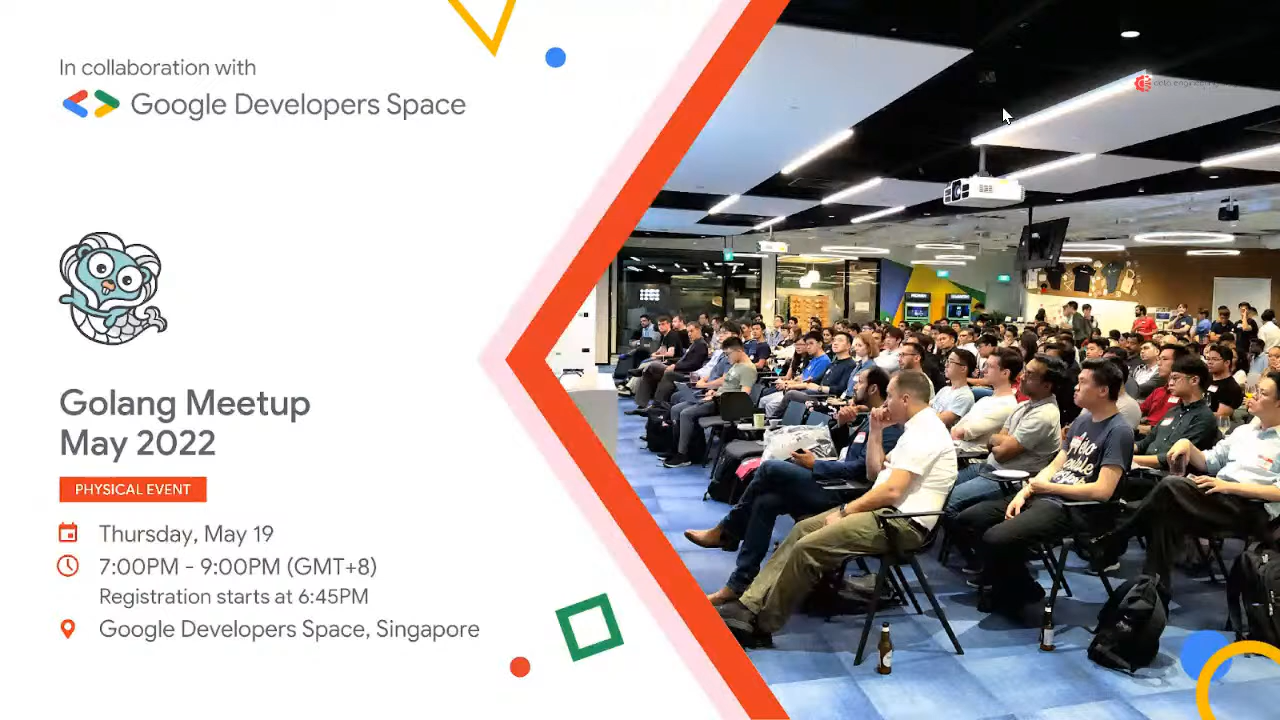 In collaboration with
Google Developers Space
Golang Meetup
May 2022
PHYSICAL EVENT
Thursday, May 19
7:00PM - 9:00PM (GMT+8)
Registration starts at 6:45PM
Google Developers Space, Singapore